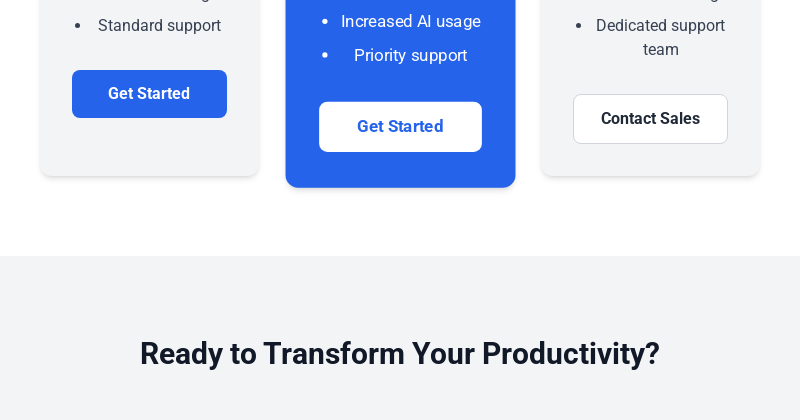 Standard support
Get Started
Increased AI usage
Priority support
Get Started
Dedicated support
team
Contact Sales
Ready to Transform Your Productivity?